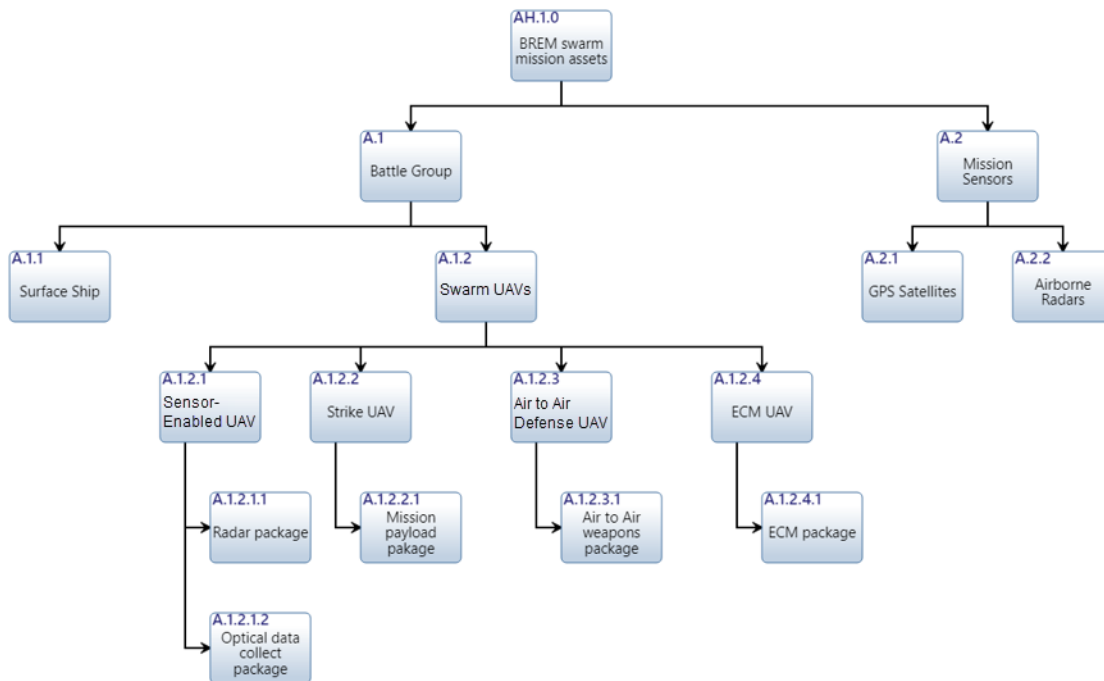 AH.1.0
BREM swarm
mission assets
A.1
Battle Group
A.2
Mission
Sensors
A.1.1
Surface Ship
A.1.2
Swarm UAVs
A.2.1
GPS Satellites
A.2.2
Airborne
Radars
A.1.2.1
Sensor-
Enabled UAV
A.1.2.2
Strike UAV
A.1.2.3
Air to Air
Defense UAV
A.1.2.4
ECM UAV
A.1.2.1.1
Radar package
A.1.2.2.1
Mission
payload
pakage
A.1.2.3.1
Air to Air
weapons
package
A.1.2.4.1
ECM package
A.1.2.1.2
Optical data
collect
package